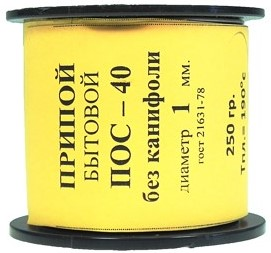 ПРИПОЙ
БЫТОВОЙ
ПОС – 40
без канифоли
диаметр 1 мм.
гост 21631-78
250 гр.
Тпл.= 190°с